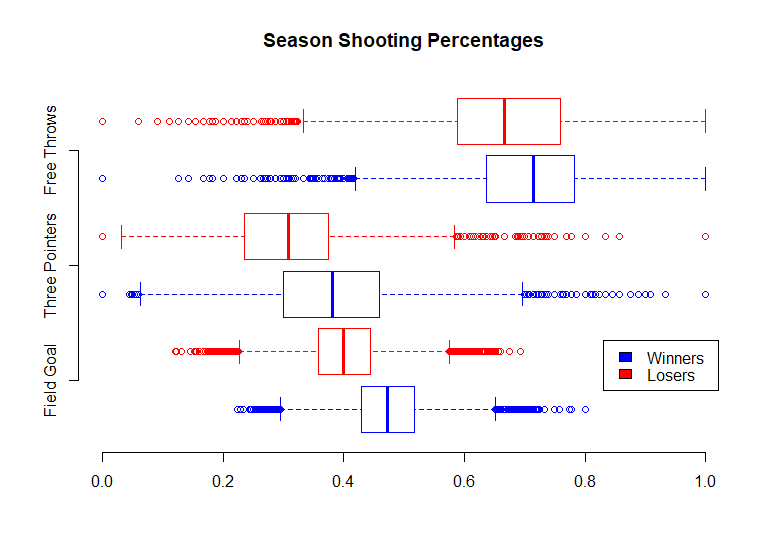 Season Shooting Percentages
Free Throws
Three Pointers
Field Goal
Winners
Losers
0.0 0.2 0.4 0.6 0.8 1.0